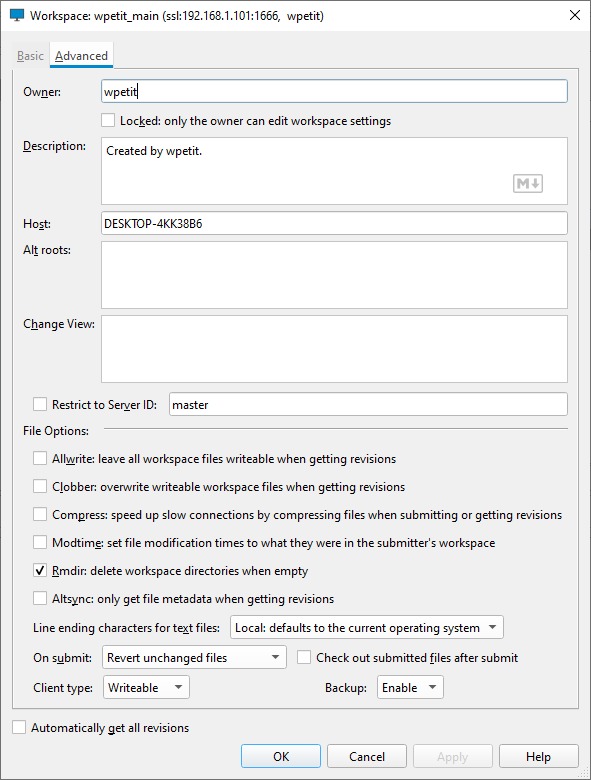 Workspace: wpetit_main (ssl:192.168.1.101:1666,  wpetit)
Basic Advanced
Owner: wpetit
Locked: only the owner can edit workspace settings
Description: Created by wpetit.
M
Host: DESKTOP-4KK38B6
Alt roots:
Change View:
Restrict to Server ID: master
File Options:
Allwrite: leave all workspace files writeable when getting revisions
Clobber: overwrite writeable workspace files when getting revisions
Compress: speed up slow connections by compressing files when submitting or getting revisions
Modtime: set file modification times to what they were in the submitter's workspace
Rmdir: delete workspace directories when empty
Altsync: only get file metadata when getting revisions
Line ending characters for text files: Local: defaults to the current operating system
On submit: Revert unchanged files Check out submitted files after submit
Client type: Writeable Backup: Enable
Automatically get all revisions
OK Cancel Apply Help